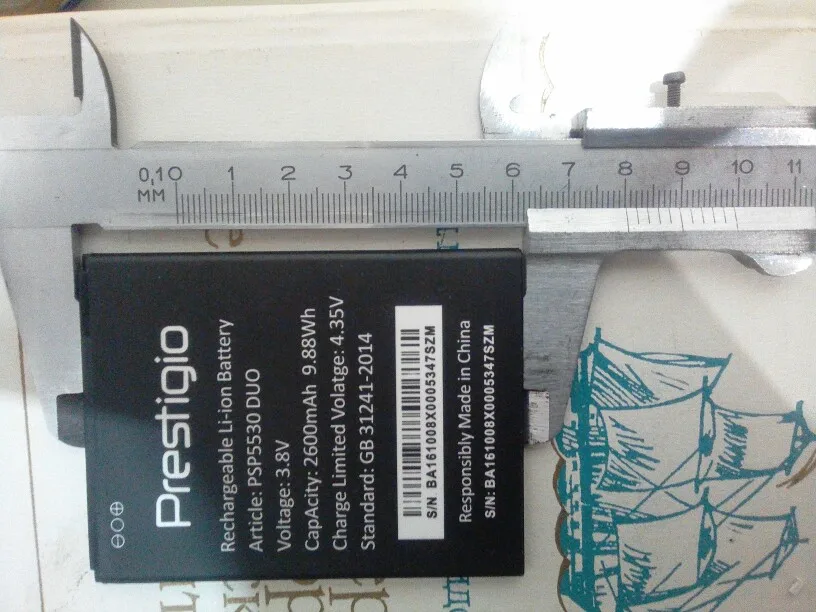 0,1
MM
0 1 2 3 4 5 6 7 8 9 10 11
Prestigio
Rechargeable Li-ion Battery
Article: PSP5530 DUO
Voltage: 3.8V
CapAcity: 2600mAh 9.88Wh
Charge Limited Volatge: 4.35V
Standard: GB 31241-2014
S/N BA161008X0005347SZM
Responsibly Made in China
S/N: BA161008X0005347SZM